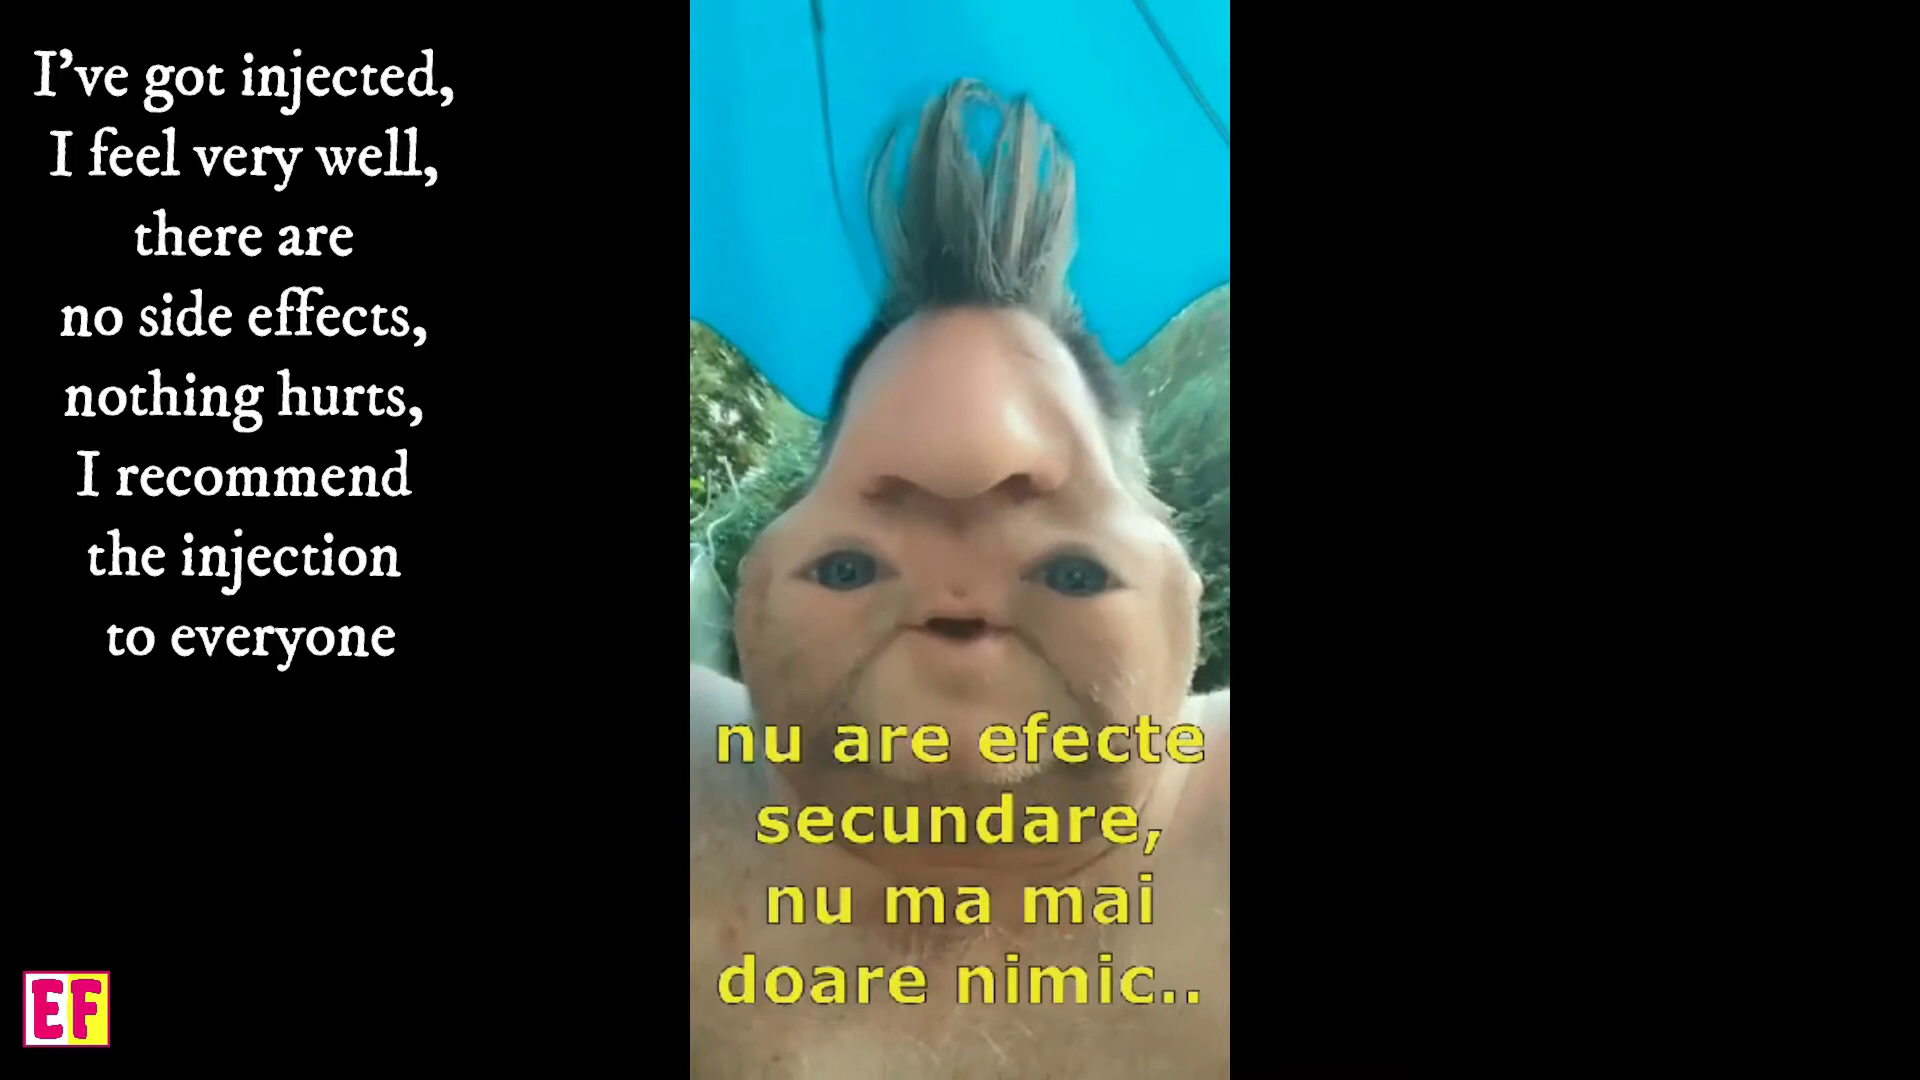 I've got injected,
I feel very well,
there are
no side effects,
nothing hurts,
I recommend
the injection
to everyone
nu are efecte
secundare,
nu ma mai
doare nimic..
EF